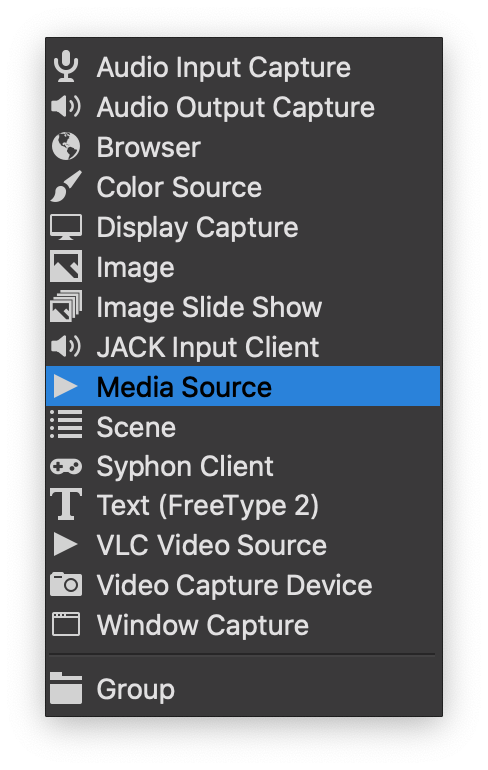 Audio Input Capture
Audio Output Capture
Browser
Color Source
Display Capture
Image
Image Slide Show
JACK Input Client
Media Source
Scene
Syphon Client
Text (FreeType 2)
VLC Video Source
Video Capture Device
Window Capture
Group